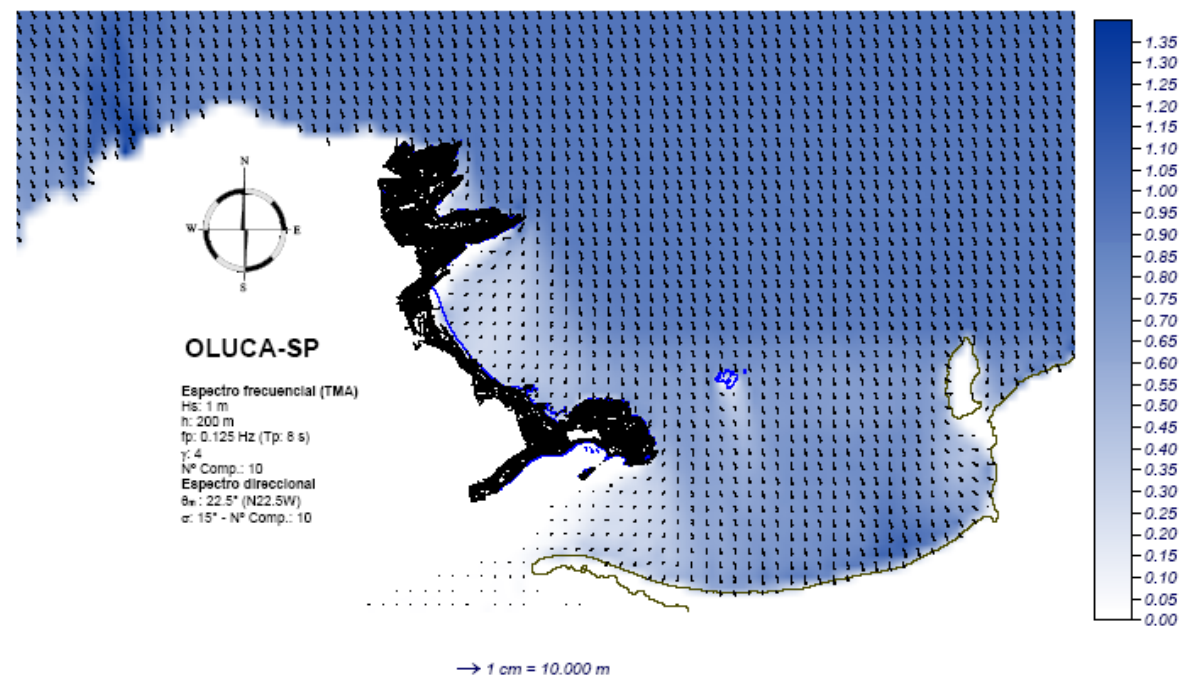 N
W
E
S
OLUCA-SP
Espectro frecuencial (TMA)
Hs: 1 m
h: 200 m
fp: 0.125 Hz (Tp: 8 s)
γ: 4
Nº Comp.: 10
Espectro direccional
θm: 22.5° (N22.5W)
σ: 15° - Nº Comp.: 10
1.35
1.30
1.25
1.20
1.15
1.10
1.05
1.00
0.95
0.90
0.85
0.80
0.75
0.70
0.65
0.60
0.55
0.50
0.45
0.40
0.35
0.30
0.25
0.20
0.15
0.10
0.05
0.00
1 cm = 10.000 m